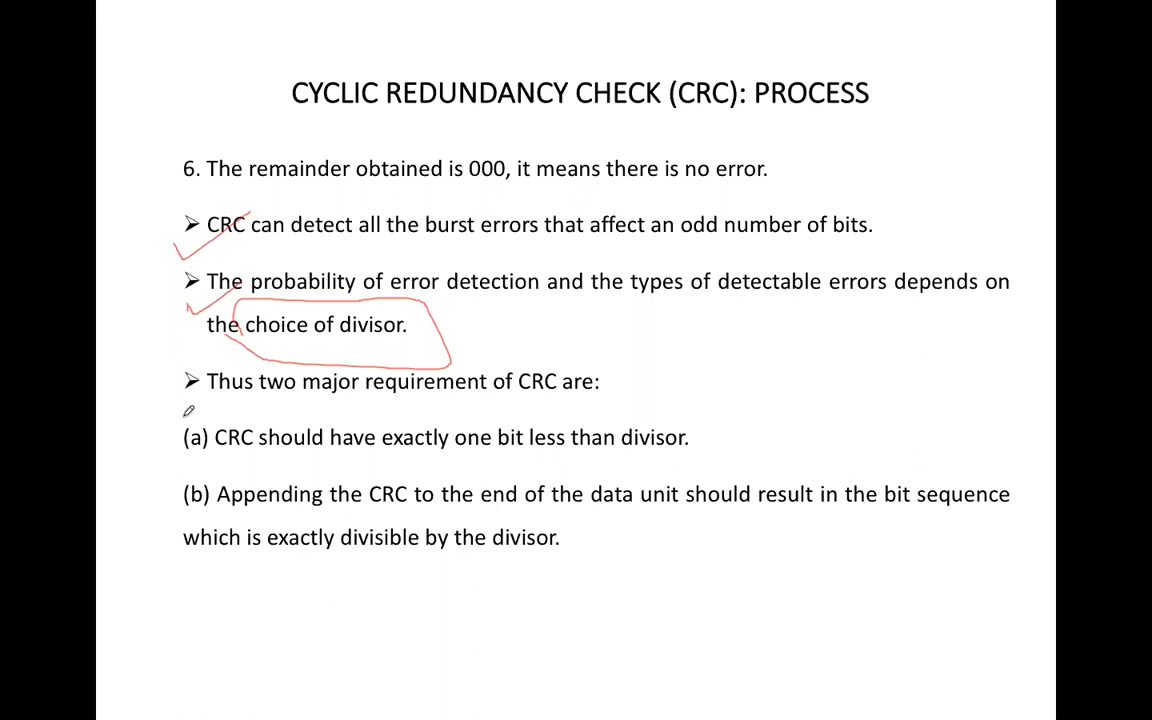 CYCLIC REDUNDANCY CHECK (CRC): PROCESS
6. The remainder obtained is 000, it means there is no error.
➢ CRC can detect all the burst errors that affect an odd number of bits.
➢ The probability of error detection and the types of detectable errors depends on
the choice of divisor.
➢ Thus two major requirement of CRC are:
(a) CRC should have exactly one bit less than divisor.
(b) Appending the CRC to the end of the data unit should result in the bit sequence
which is exactly divisible by the divisor.